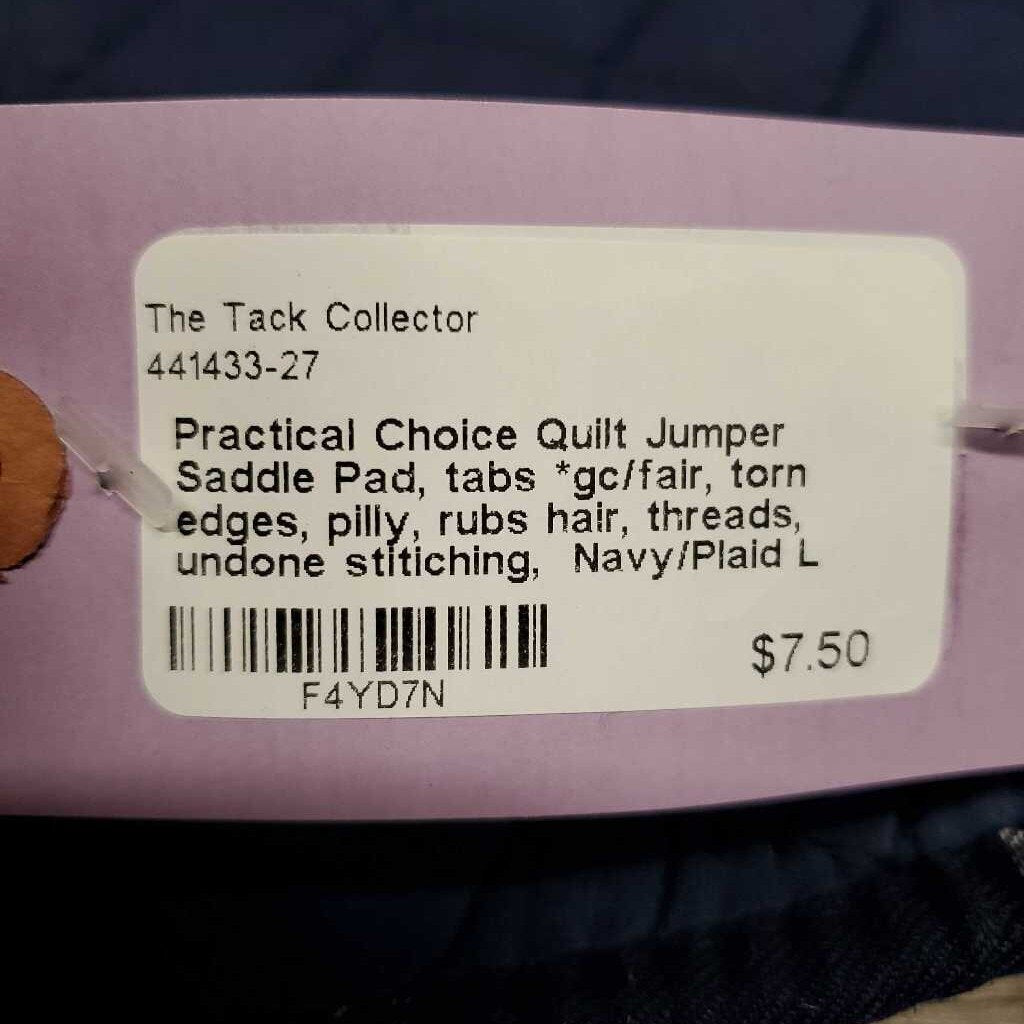 The Tack Collector
441433-27
Practical Choice Quilt Jumper
Saddle Pad, tabs *gc/fair, torn
edges, pilly, rubs hair, threads,
undone stitiching, Navy/Plaid L
F4YD7N
$7.50